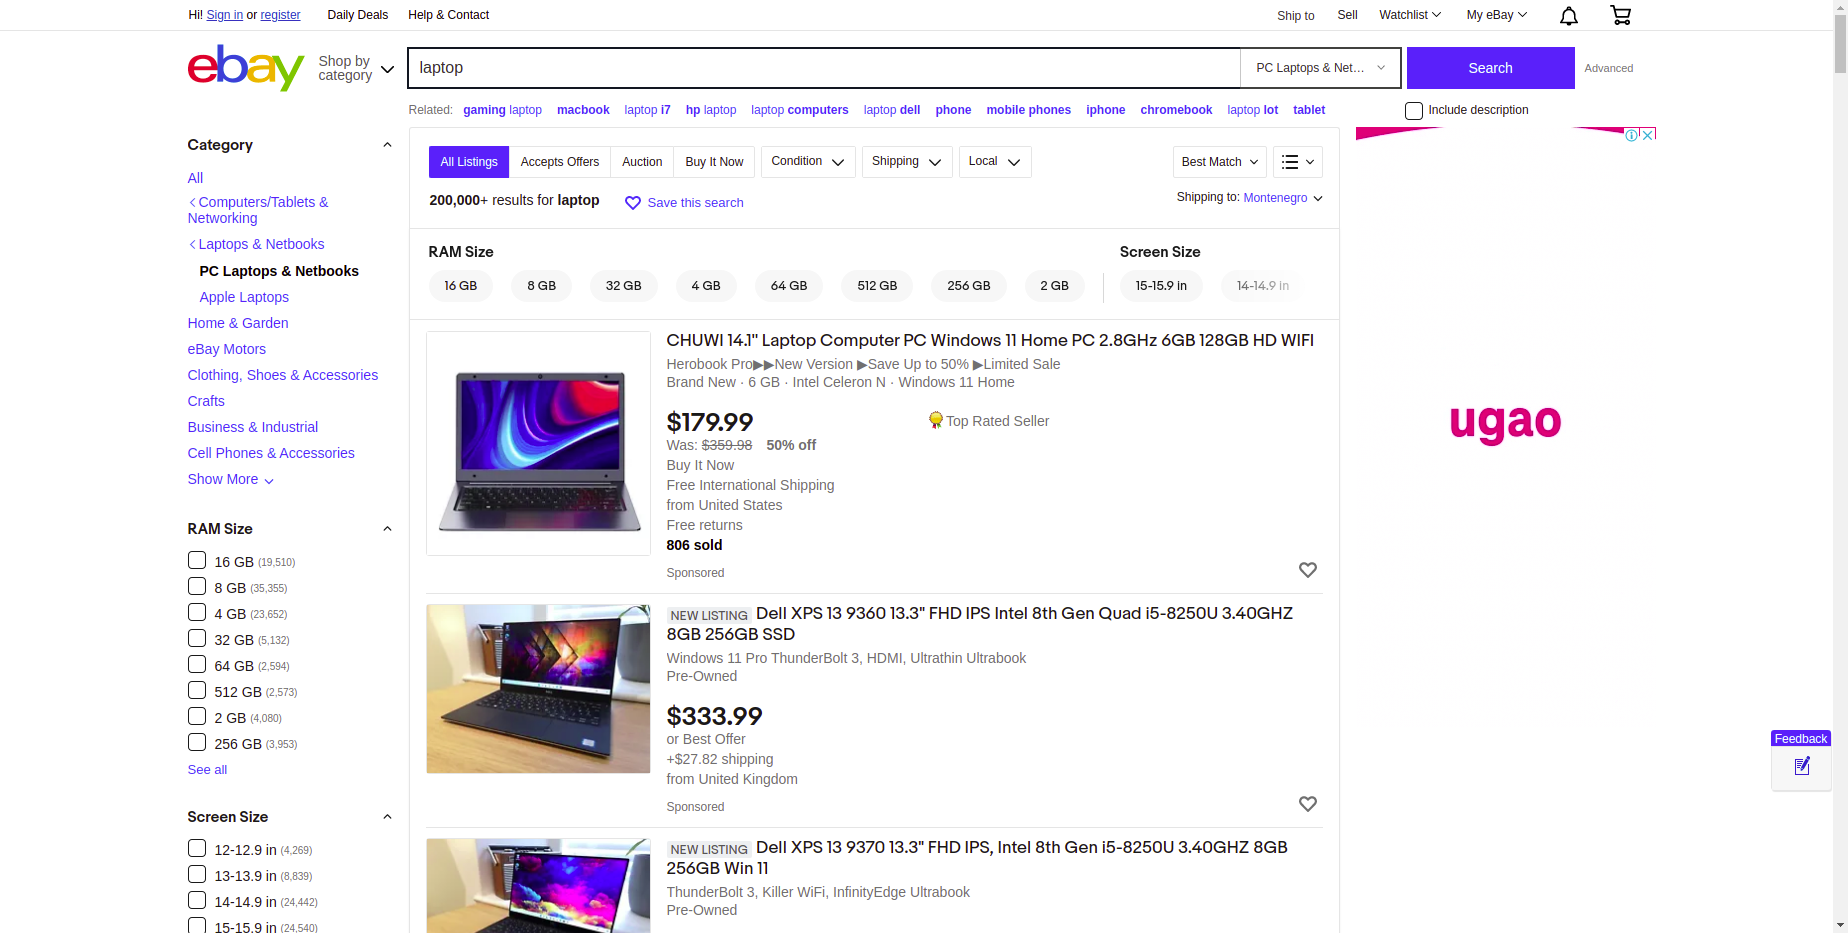 Hi! Sign in or register
Daily Deals
Help & Contact
Ship to
Sell
Watchlist
My eBay
ebay
Shop by
category
laptop
PC Laptops & Net...
Search
Advanced
Related: gaming laptop macbook laptop i7 hp laptop laptop computers laptop dell phone mobile phones iphone chromebook laptop lot tablet
Include description
Category
All
Computers/Tablets &
Networking
Laptops & Netbooks
PC Laptops & Netbooks
Apple Laptops
Home & Garden
eBay Motors
Clothing, Shoes & Accessories
Crafts
Business & Industrial
Cell Phones & Accessories
Show More
RAM Size
16 GB (19,510)
8 GB (35,355)
4 GB (23,652)
32 GB (5,132)
64 GB (2,594)
512 GB (2,573)
2 GB (4,080)
256 GB (3,953)
See all
Screen Size
12-12.9 in (4,269)
13-13.9 in (8,839)
14-14.9 in (24,442)
15-15.9 in (24,540)
All Listings
Accepts Offers
Auction
Buy It Now
Condition
Shipping
Local
Best Match
200,000+ results for laptop
Save this search
Shipping to: Montenegro
RAM Size
16 GB
8 GB
32 GB
4 GB
64 GB
512 GB
256 GB
2 GB
Screen Size
15-15.9 in
14-14.9 in
CHUWI 14.1" Laptop Computer PC Windows 11 Home PC 2.8GHz 6GB 128GB HD WIFI
Herobook Pro▶▶New Version ▶Save Up to 50% ▶Limited Sale
Brand New · 6 GB · Intel Celeron N · Windows 11 Home
$179.99
Top Rated Seller
Was: $359.98 50% off
Buy It Now
Free International Shipping
from United States
Free returns
806 sold
Sponsored
NEW LISTING Dell XPS 13 9360 13.3" FHD IPS Intel 8th Gen Quad i5-8250U 3.40GHZ
8GB 256GB SSD
Windows 11 Pro ThunderBolt 3, HDMI, Ultrathin Ultrabook
Pre-Owned
$333.99
or Best Offer
+$27.82 shipping
from United Kingdom
Sponsored
NEW LISTING Dell XPS 13 9370 13.3" FHD IPS, Intel 8th Gen i5-8250U 3.40GHZ 8GB
256GB Win 11
ThunderBolt 3, Killer WiFi, InfinityEdge Ultrabook
Pre-Owned
ugao
Feedback